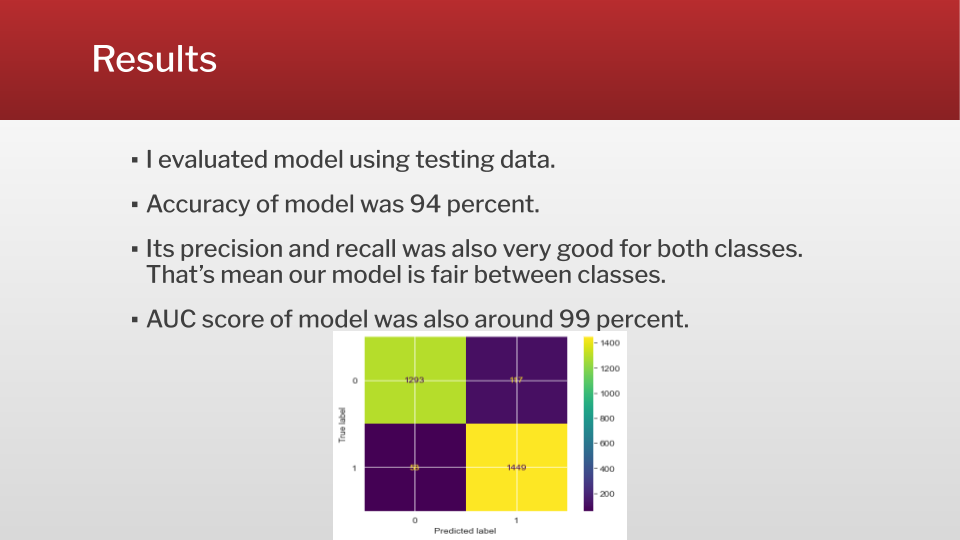 Results
▪ I evaluated model using testing data.
▪ Accuracy of model was 94 percent.
▪ Its precision and recall was also very good for both classes.
That’s mean our model is fair between classes.
▪ AUC score of model was also around 99 percent.
1400
0 1293 117
1200
1000
True label
800
600
1 1449
400
200
0 1
Predicted label